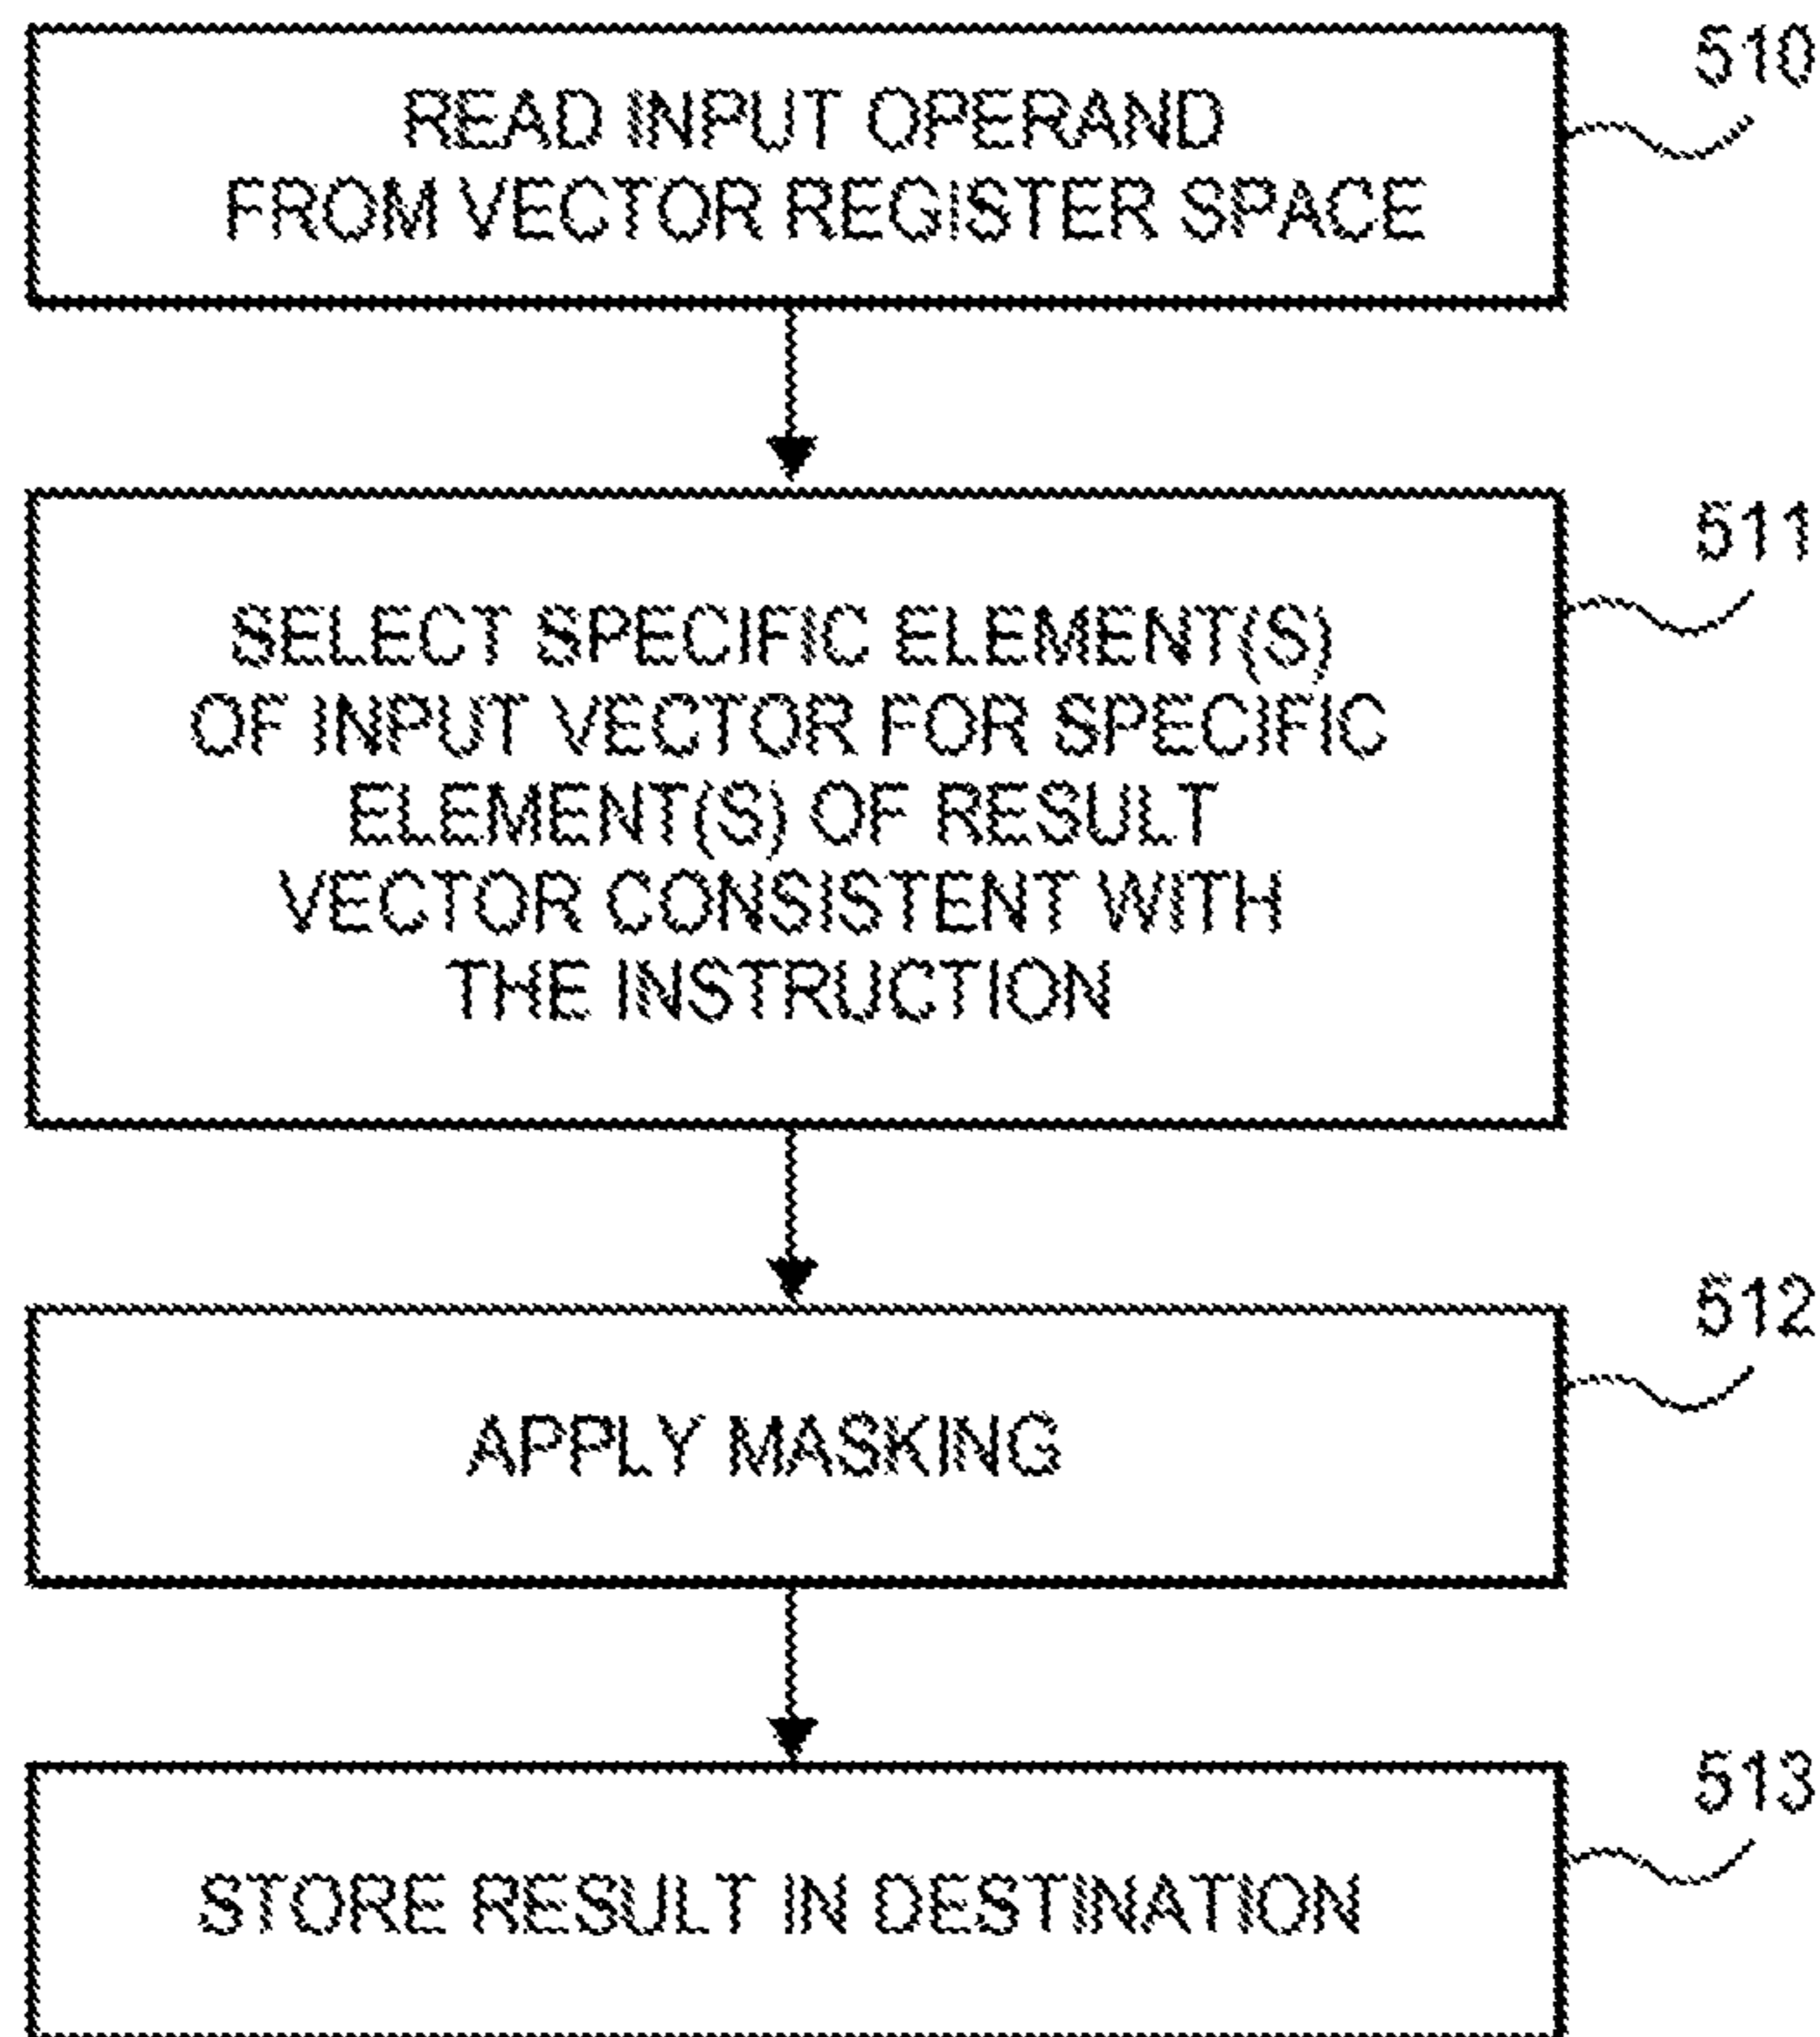 510
READ INPUT OPERAND
FROM VECTOR REGISTER SPACE
511
SELECT SPECIFIC ELEMENT(S)
OF INPUT VECTOR FOR SPECIFIC
ELEMENT(S) OF RESULT
VECTOR CONSISTENT WITH
THE INSTRUCTION
512
APPLY MASKING
513
STORE RESULT IN DESTINATION